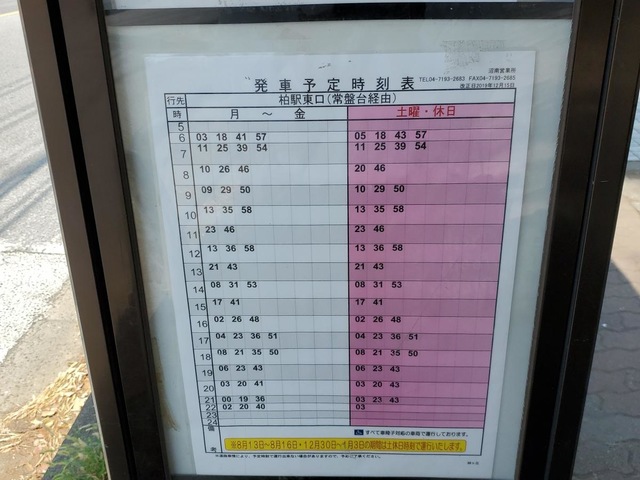 沼南営業所
発車予定時刻表
TEL04-7193-2683 FAX04-7193-2685
改正日2019年12月15日
行先 柏駅東口(常盤台経由)
時 月 ～ 金 土曜・休日
5
6 03 18 41 57 05 18 43 57
7 11 25 39 54 11 25 39 54
8 10 26 46 20 46
9 09 29 50 10 29 50
10 13 35 58 13 35 58
11 23 46 23 46
12 13 36 58 13 36 58
13 21 43 21 43
14 08 31 53 08 31 53
15 17 41 17 41
16 02 26 48 02 26 48
17 04 23 36 51 04 23 36 51
18 08 21 35 50 08 21 35 50
19 06 23 43 06 23 43
20 03 20 41 03 20 43
21 00 19 36 03 23 43
22 02 20 40 03
23
24
備考
すべて車椅子対応の車両で運行しております。
※8月13日～8月16日・12月30日～1月3日の期間は土休日時刻で運行いたします。